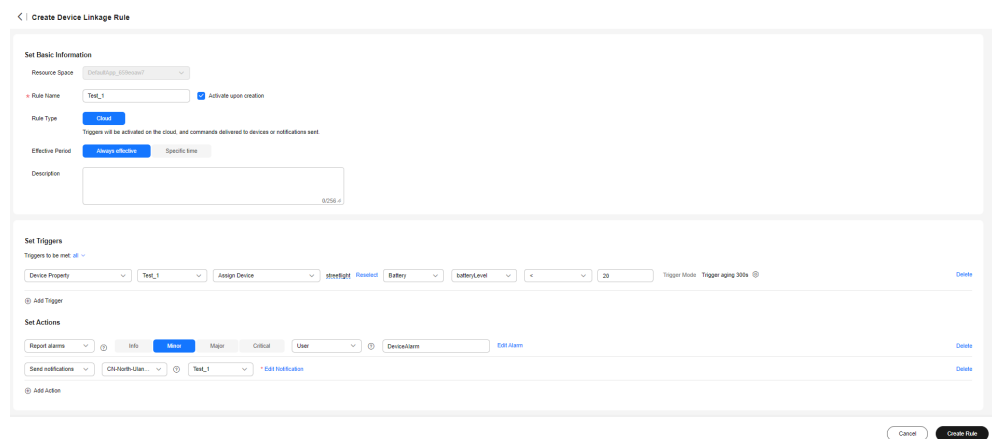 Create Device Linkage Rule
Set Basic Information
Resource Space
* Rule Name Test_1 Activate upon creation
Rule Type Cloud
Triggers will be activated on the cloud, and commands delivered to devices or notifications sent.
Effective Period Always effective Specific time
Description
0/256
Set Triggers
Triggers to be met: all
Device Property Test_1 Assign Device streetlight Reselect Battery batteryLevel < 20 Trigger Mode Trigger aging 300s Delete
Add Trigger
Set Actions
Report alarms ? Info Minor Major Critical User ? DeviceAlarm Edit Alarm Delete
Send notifications CN-North-Ulan... ? Test_1 * Edit Notification Delete
Add Action
Cancel Create Rule